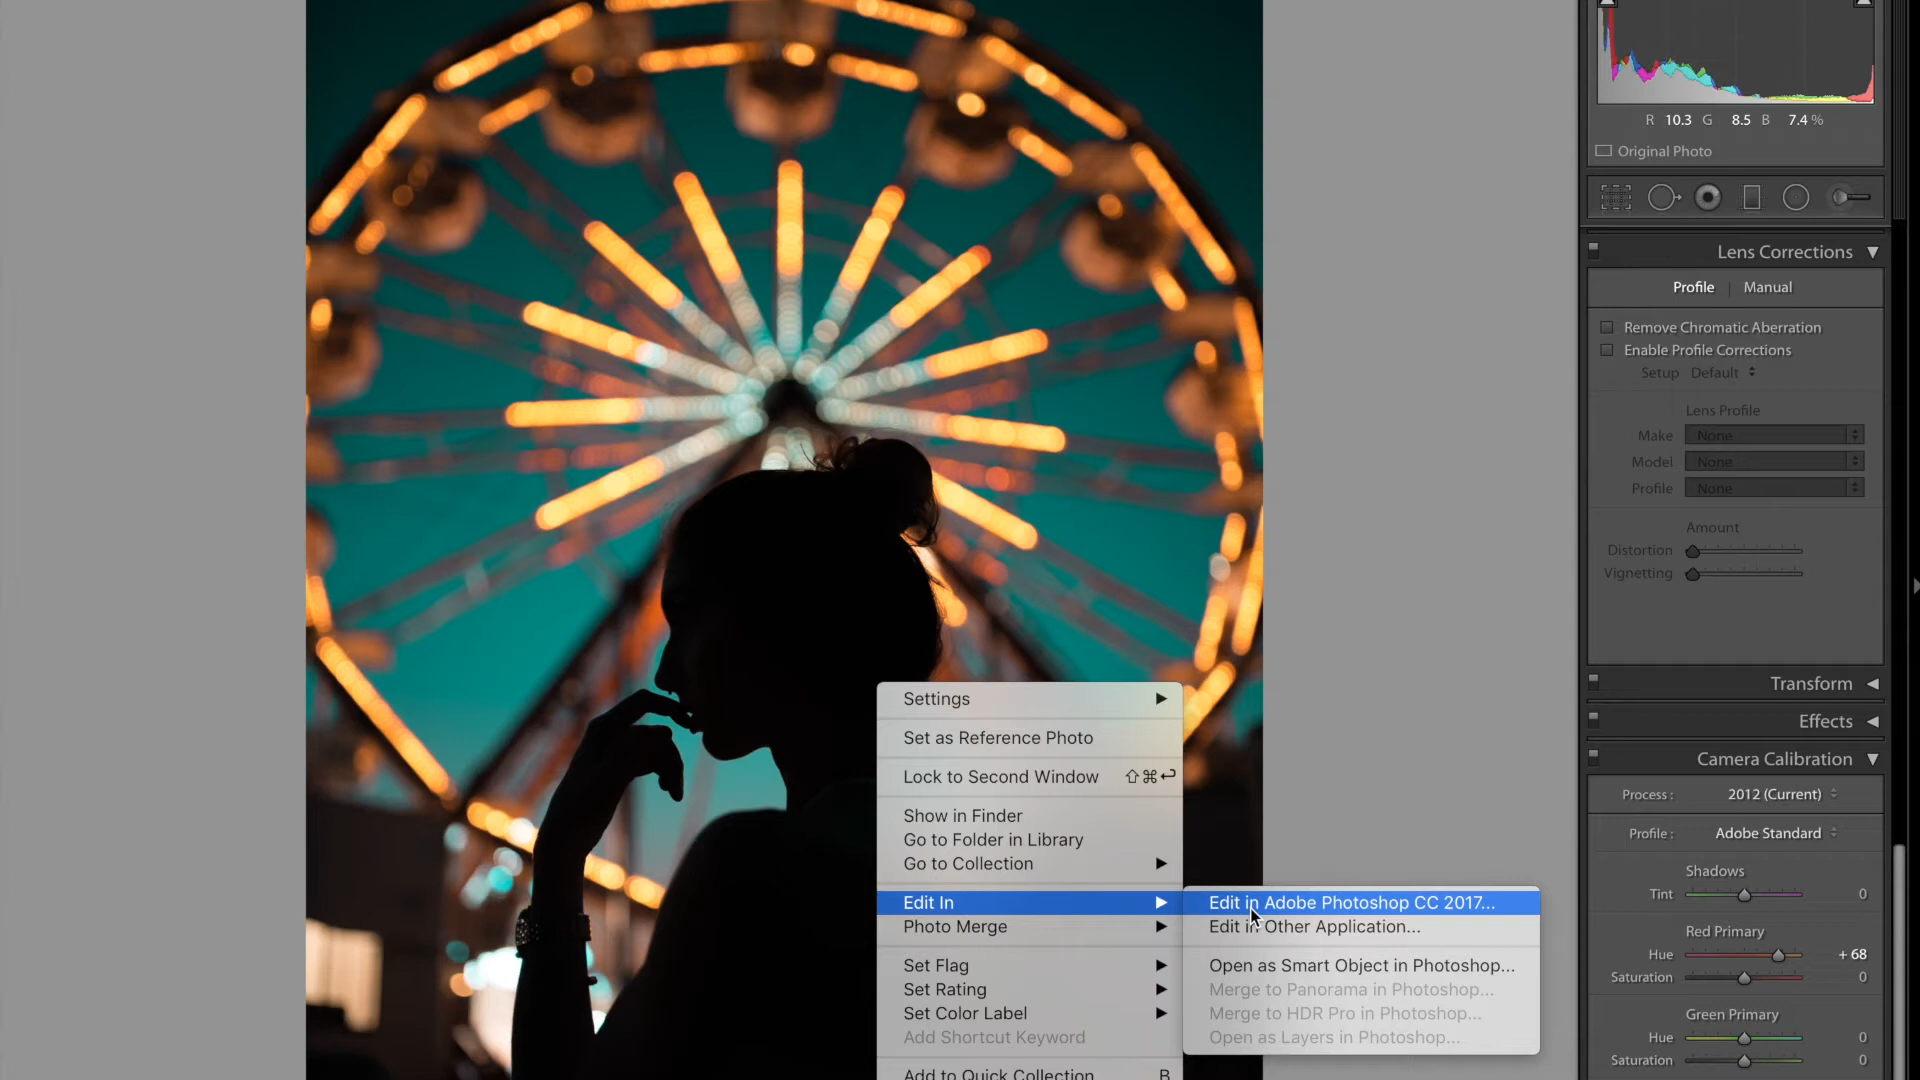 R 10.3 G 8.5 B 7.4 %
Original Photo
Lens Corrections
Profile | Manual
Remove Chromatic Aberration
Enable Profile Corrections
Setup Default
Lens Profile
Make None
Model None
Profile None
Amount
Distortion
Vignetting
Transform
Effects
Camera Calibration
Process : 2012 (Current)
Profile : Adobe Standard
Shadows
Tint 0
Red Primary
Hue + 68
Saturation 0
Green Primary
Hue 0
Saturation 0
Settings
Set as Reference Photo
Lock to Second Window ⇧⌘↩
Show in Finder
Go to Folder in Library
Go to Collection
Edit In
Photo Merge
Set Flag
Set Rating
Set Color Label
Add Shortcut Keyword
Add to Quick Collection B
Edit in Adobe Photoshop CC 2017...
Edit in Other Application...
Open as Smart Object in Photoshop...
Merge to Panorama in Photoshop...
Merge to HDR Pro in Photoshop...
Open as Layers in Photoshop...